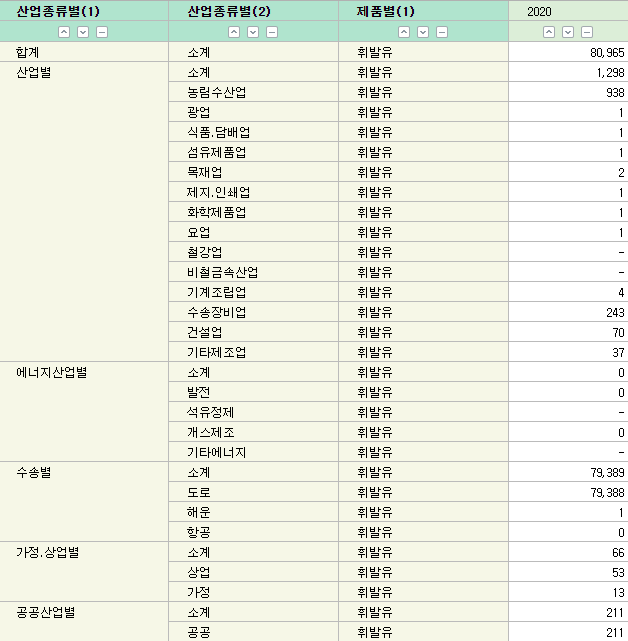 산업종류별(1) 산업종류별(2) 제품별(1) 2020
합계 소계 휘발유 80,965
산업별 소계 휘발유 1,298
농림수산업 휘발유 938
광업 휘발유 1
식품.담배업 휘발유 1
섬유제품업 휘발유 1
목재업 휘발유 2
제지.인쇄업 휘발유 1
화학제품업 휘발유 1
요업 휘발유 1
철강업 휘발유 -
비철금속산업 휘발유 -
기계조립업 휘발유 4
수송장비업 휘발유 243
건설업 휘발유 70
기타제조업 휘발유 37
에너지산업별 소계 휘발유 0
발전 휘발유 0
석유정제 휘발유 -
개스제조 휘발유 0
기타에너지 휘발유 -
수송별 소계 휘발유 79,389
도로 휘발유 79,388
해운 휘발유 1
항공 휘발유 0
가정.상업별 소계 휘발유 66
상업 휘발유 53
가정 휘발유 13
공공산업별 소계 휘발유 211
공공 휘발유 211